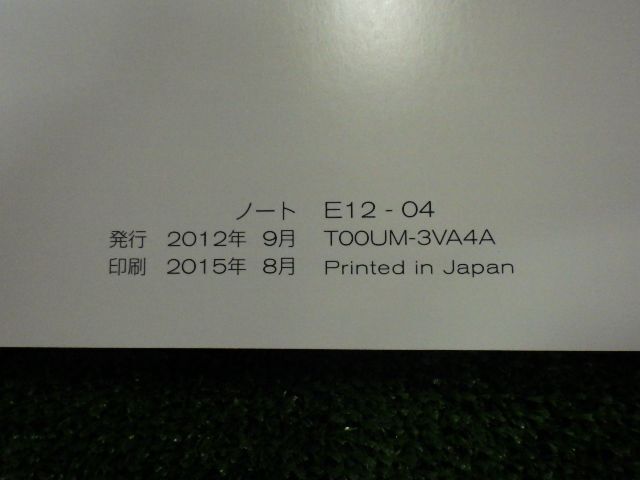 ノート E12 - 04
発行 2012年 9月 T00UM-3VA4A
印刷 2015年 8月 Printed in Japan